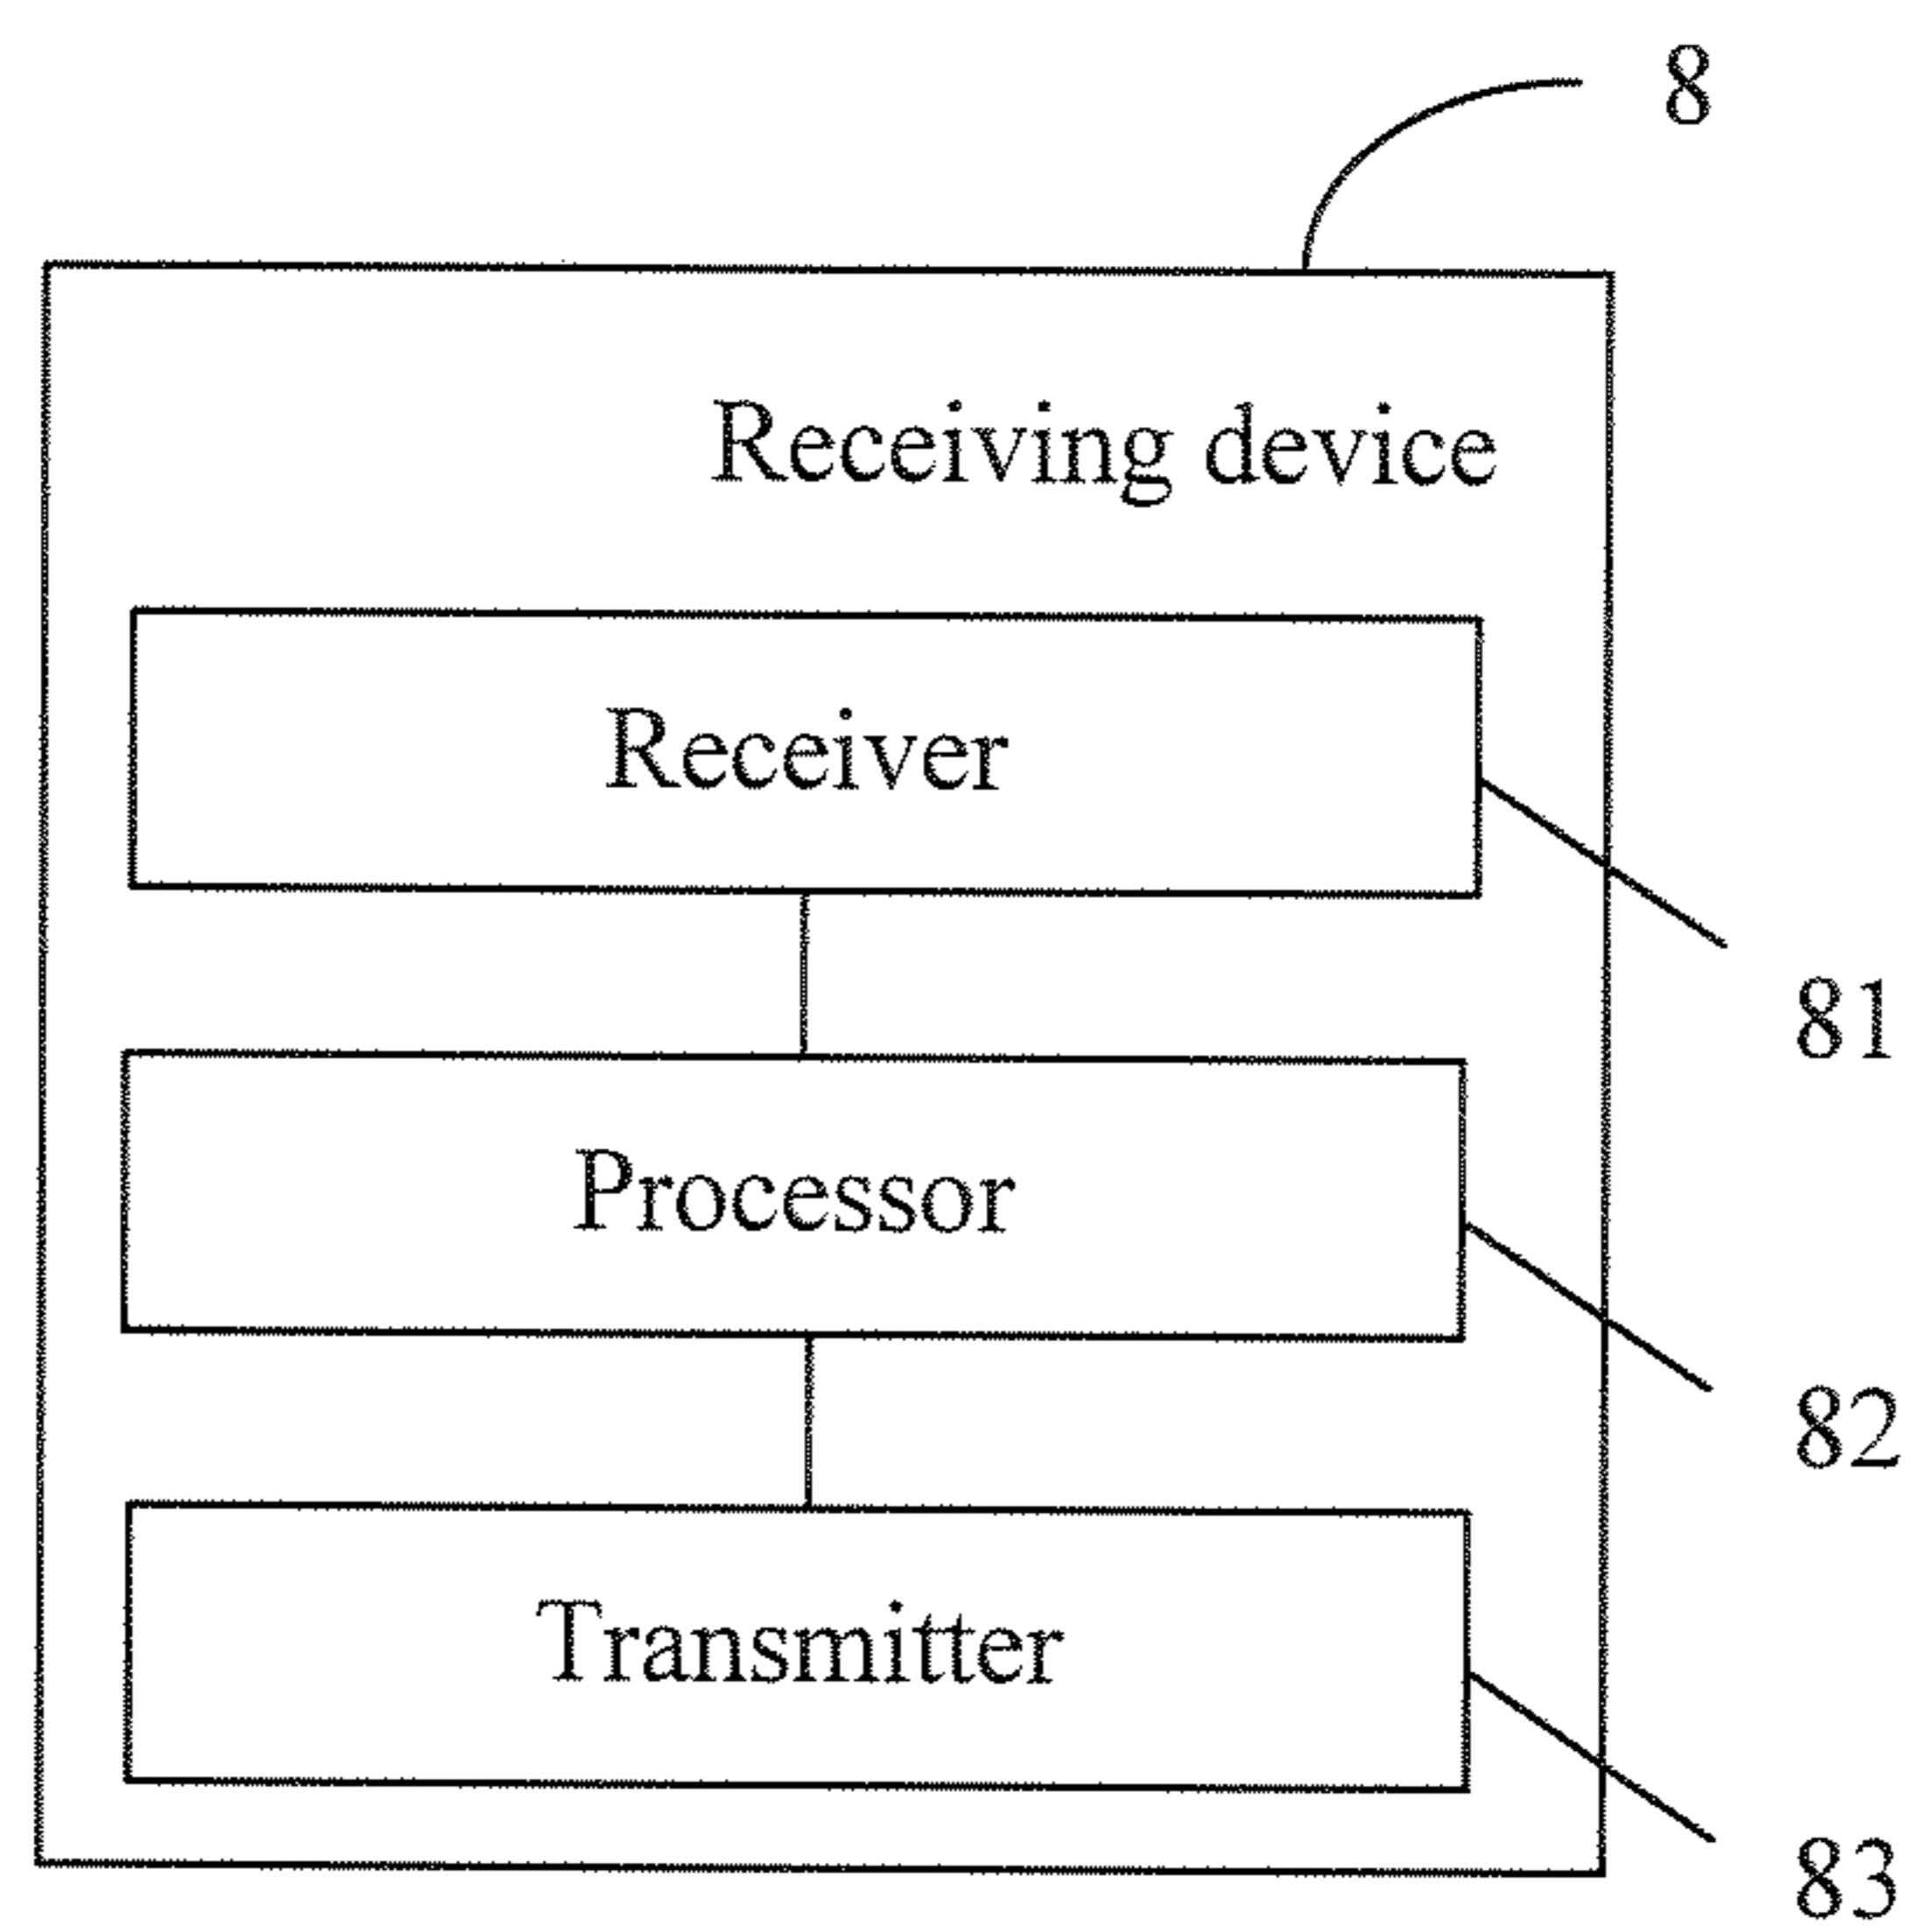 8
Receiving device
Receiver
81
Processor
82
Transmitter
83